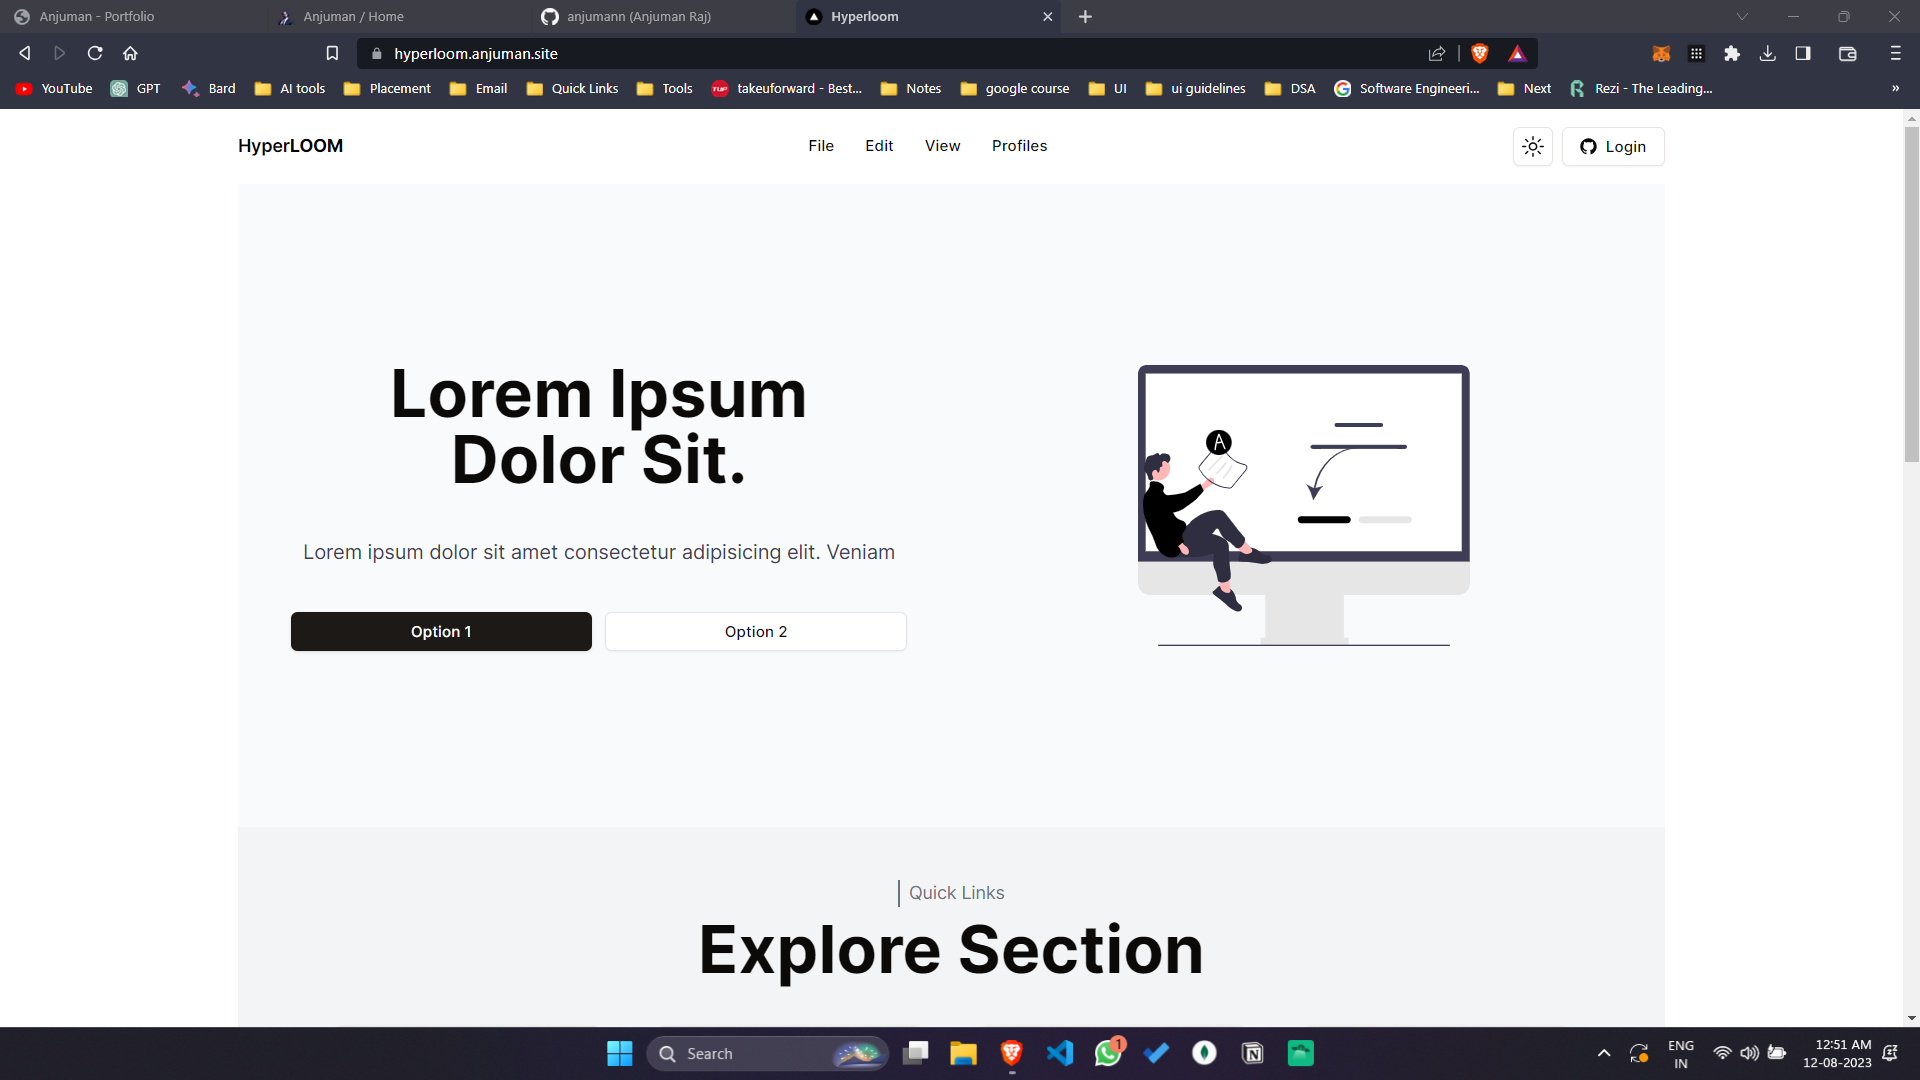 Anjuman - Portfolio
Anjuman / Home
anjumann (Anjuman Raj)
Hyperloom
hyperloom.anjuman.site
YouTube
GPT
Bard
AI tools
Placement
Email
Quick Links
Tools
TUF
takeuforward - Best...
Notes
google course
UI
ui guidelines
DSA
Software Engineeri...
Next
Rezi - The Leading...
»
HyperLOOM
File
Edit
View
Profiles
Login
Lorem Ipsum
Dolor Sit.
Lorem ipsum dolor sit amet consectetur adipisicing elit. Veniam
Option 1
Option 2
A
Quick Links
Explore Section
Search
1
ENG
IN
12:51 AM
12-08-2023